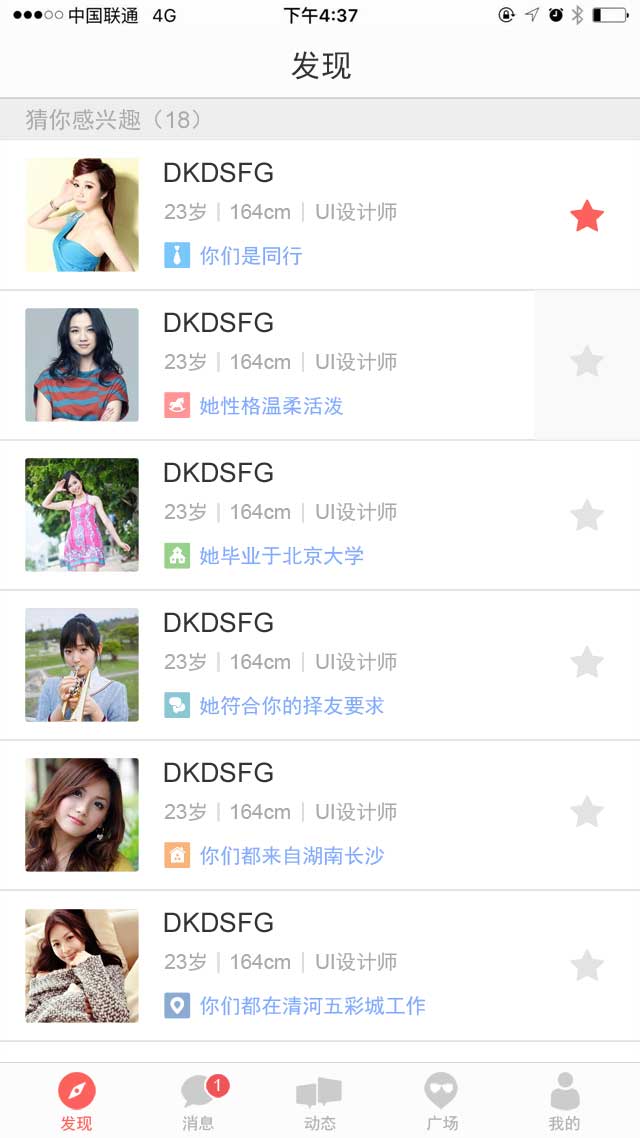 中国联通 4G 下午4:37
发现
猜你感兴趣（18）
DKDSFG
23岁 | 164cm | UI设计师
你们是同行
DKDSFG
23岁 | 164cm | UI设计师
她性格温柔活泼
DKDSFG
23岁 | 164cm | UI设计师
她毕业于北京大学
DKDSFG
23岁 | 164cm | UI设计师
她符合你的择友要求
DKDSFG
23岁 | 164cm | UI设计师
你们都来自湖南长沙
DKDSFG
23岁 | 164cm | UI设计师
你们都在清河五彩城工作
1
发现 消息 动态 广场 我的